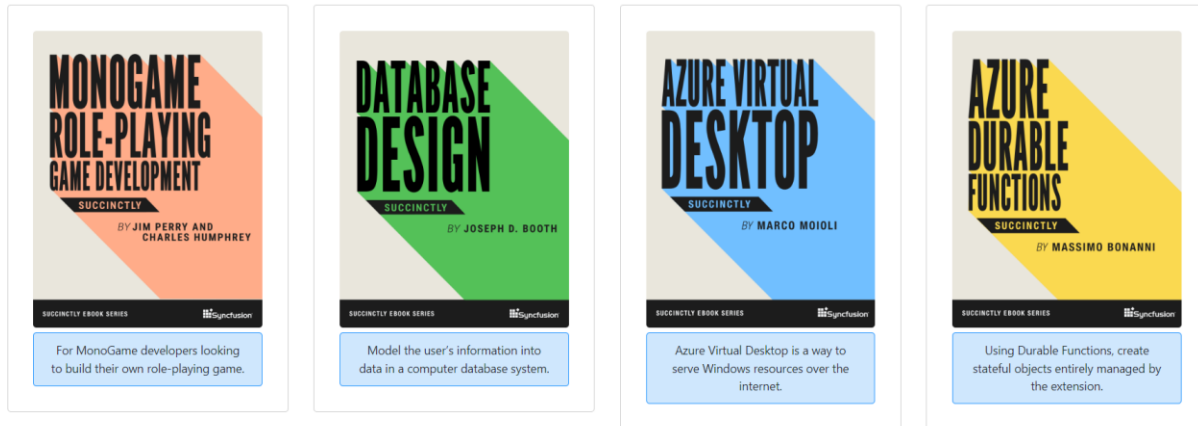 MONOGAME
ROLE-PLAYING
GAME DEVELOPMENT
SUCCINCTLY
BY JIM PERRY AND
CHARLES HUMPHREY
SUCCINCTLY EBOOK SERIES
Syncfusion
For MonoGame developers looking
to build their own role-playing game.
DATABASE
DESIGN
SUCCINCTLY
BY JOSEPH D. BOOTH
SUCCINCTLY EBOOK SERIES
Syncfusion
Model the user's information into
data in a computer database system.
AZURE VIRTUAL
DESKTOP
SUCCINCTLY
BY MARCO MOIOLI
SUCCINCTLY EBOOK SERIES
Syncfusion
Azure Virtual Desktop is a way to
serve Windows resources over the
internet.
AZURE
DURABLE
FUNCTIONS
SUCCINCTLY
BY MASSIMO BONANNI
SUCCINCTLY EBOOK SERIES
Syncfusion
Using Durable Functions, create
stateful objects entirely managed by
the extension.